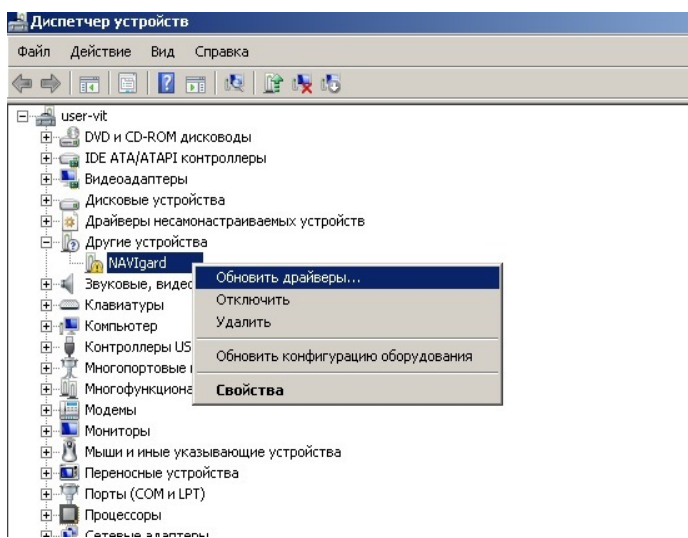 Диспетчер устройств
Файл Действие Вид Справка
user-vit
DVD и CD-ROM дисководы
IDE ATA/ATAPI контроллеры
Видеоадаптеры
Дисковые устройства
Драйверы несамонастраиваемых устройств
Другие устройства
NAVIgard
Обновить драйверы...
Звуковые, видео
Отключить
Клавиатуры
Удалить
Компьютер
Контроллеры US
Обновить конфигурацию оборудования
Многопортовые
Многофункциона
Свойства
Модемы
Мониторы
Мыши и иные указывающие устройства
Переносные устройства
Порты (COM и LPT)
Процессоры
Сетевые адаптеры